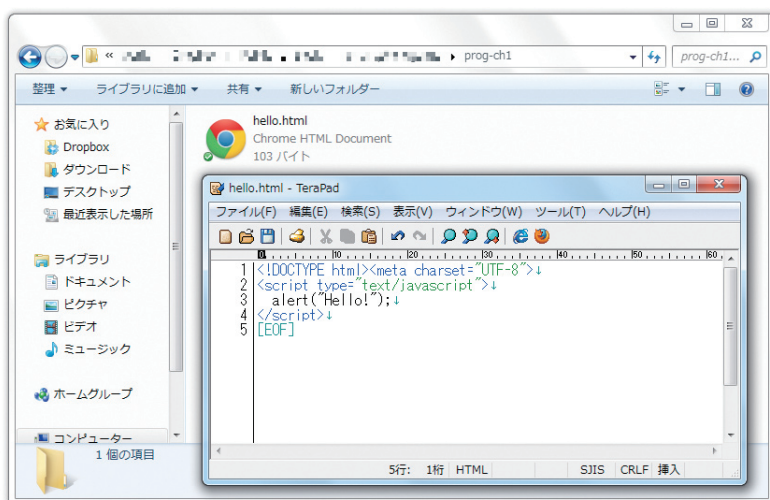 « prog-ch1 prog-ch1...
整理 ライブラリに追加 共有 新しいフォルダー
お気に入り
Dropbox
ダウンロード
デスクトップ
最近表示した場所
ライブラリ
ドキュメント
ピクチャ
ビデオ
ミュージック
ホームグループ
コンピューター
1 個の項目
hello.html
Chrome HTML Document
103 バイト
hello.html - TeraPad
ファイル(F) 編集(E) 検索(S) 表示(V) ウィンドウ(W) ツール(T) ヘルプ(H)
0 10 20 30 40 50 60
1 <!DOCTYPE html><meta charset="UTF-8">↓
2 <script type="text/javascript">↓
3 alert("Hello!");↓
4 </script>↓
5 [EOF]
5行: 1桁 HTML SJIS CRLF 挿入